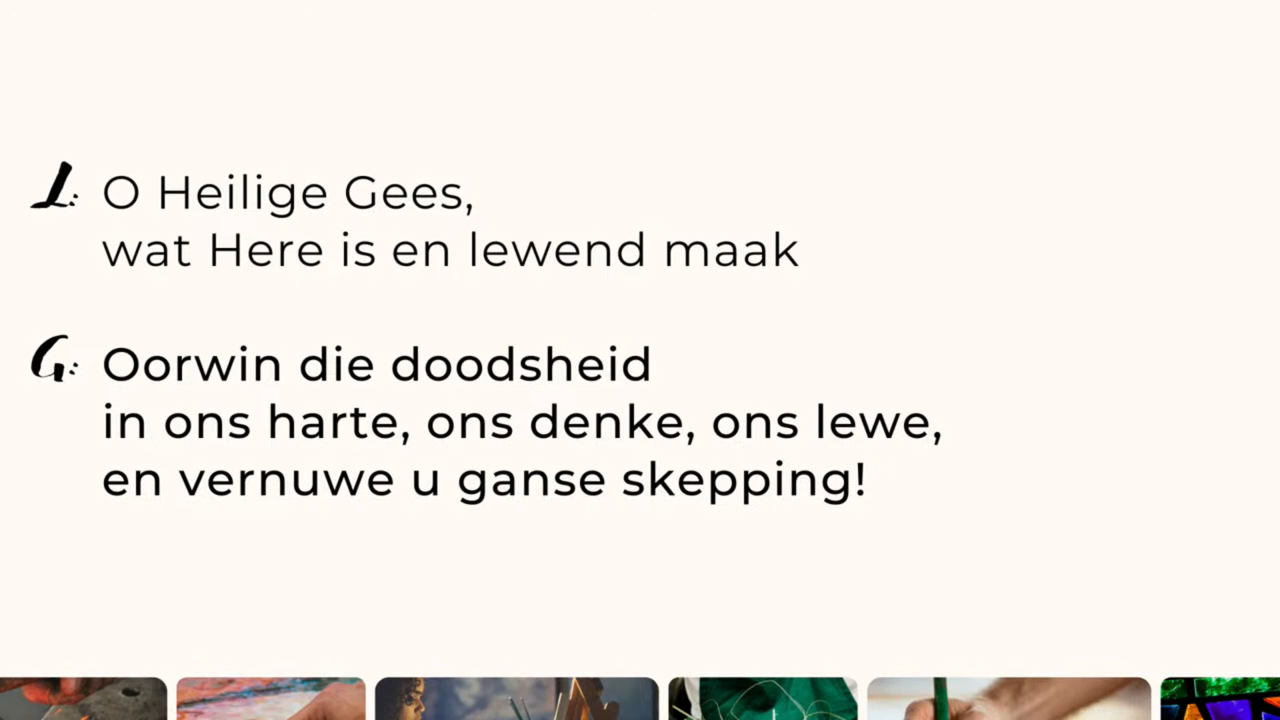 L: O Heilige Gees,
wat Here is en lewend maak
G: Oorwin die doodsheid
in ons harte, ons denke, ons lewe,
en vernuwe u ganse skepping!